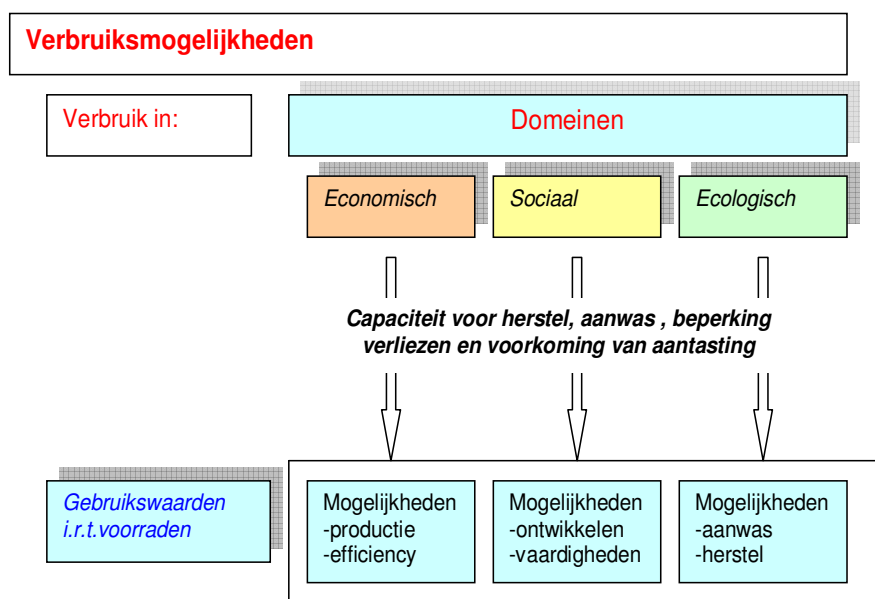 Verbruiksmogelijkheden
Verbruik in:
Domeinen
Economisch
Sociaal
Ecologisch
Capaciteit voor herstel, aanwas , beperking
verliezen en voorkoming van aantasting
Gebruikswaarden
i.r.t.voorraden
Mogelijkheden
-productie
-efficiency
Mogelijkheden
-ontwikkelen
-vaardigheden
Mogelijkheden
-aanwas
-herstel